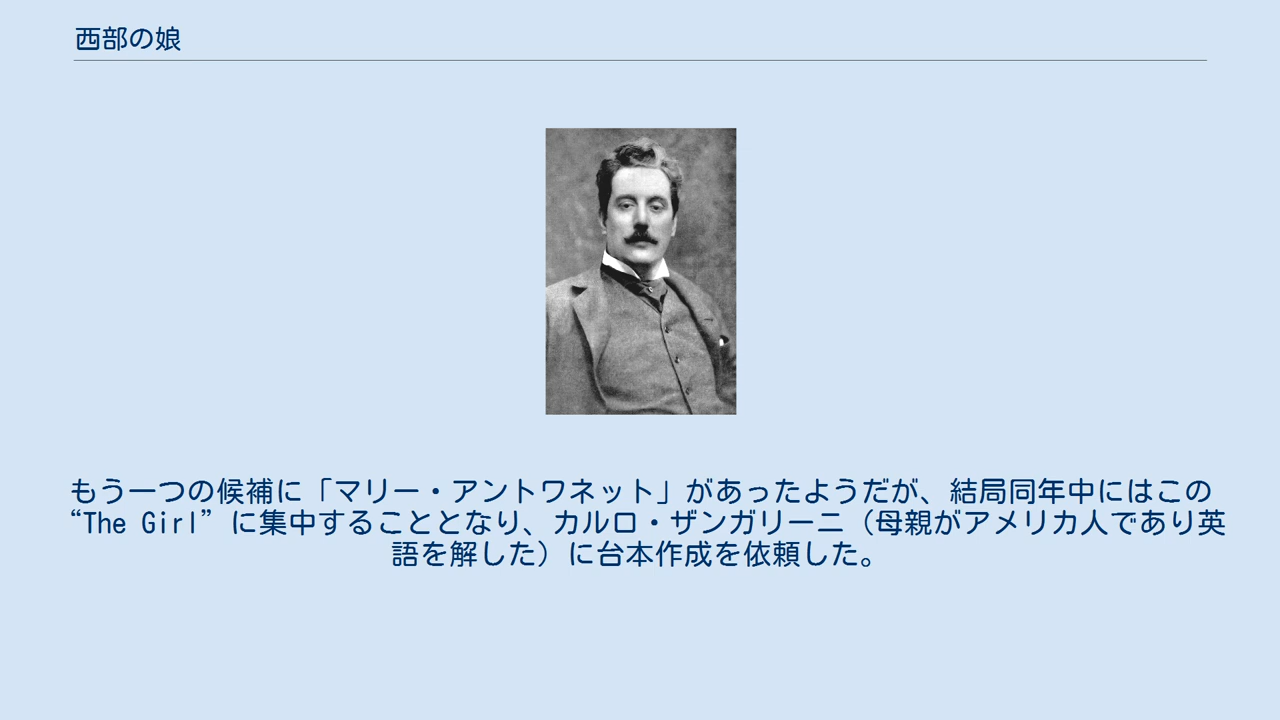 西部の娘
もう一つの候補に「マリー・アントワネット」があったようだが、結局同年中にはこの
“The Girl” に集中することとなり、カルロ・ザンガリーニ（母親がアメリカ人であり英
語を解した）に台本作成を依頼した。